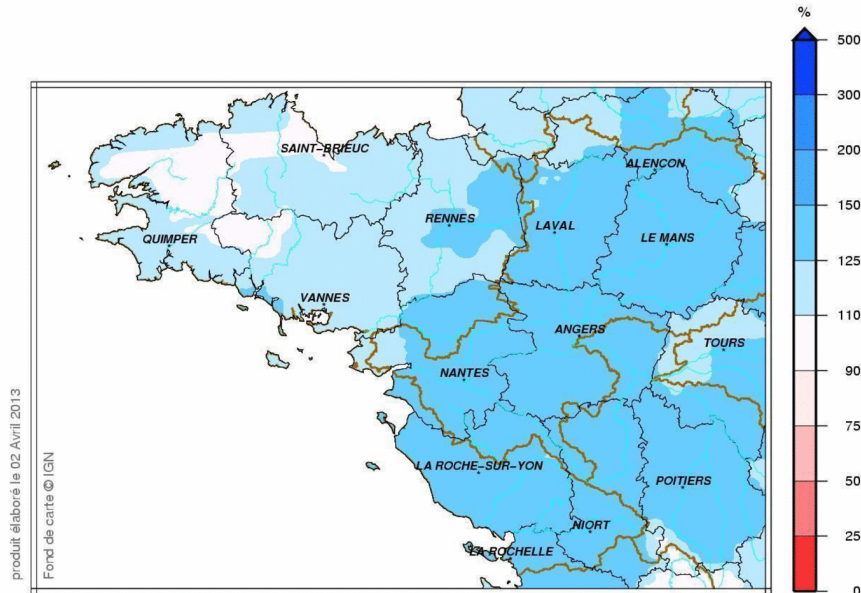 %
500
300
200
150
125
110
90
75
50
25
0
SAINT-BRIEUC
ALENÇON
RENNES
LAVAL
LE MANS
QUIMPER
VANNES
ANGERS
TOURS
NANTES
LA ROCHE-SUR-YON
POITIERS
NIORT
LA ROCHELLE
produit élaboré le 02 Avril 2013
Fond de carte © IGN